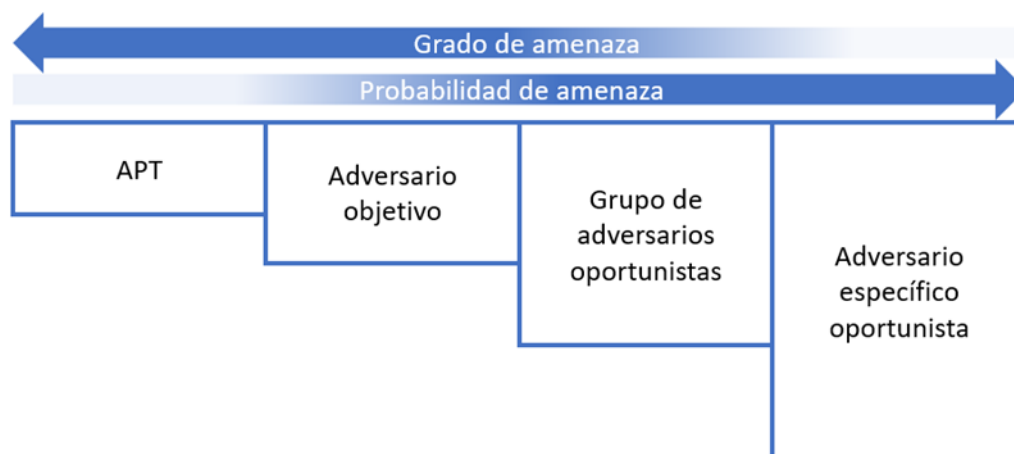 Grado de amenaza
Probabilidad de amenaza
APT
Adversario
objetivo
Grupo de
adversarios
oportunistas
Adversario
específico
oportunista